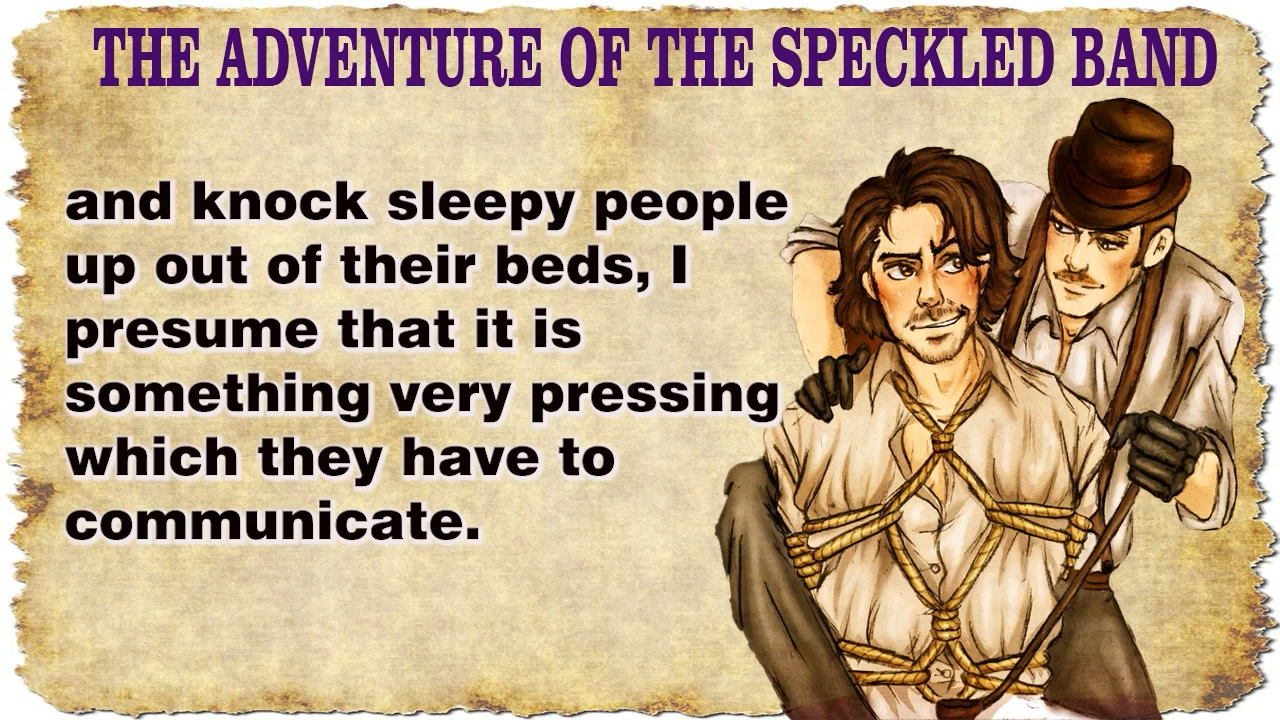 THE ADVENTURE OF THE SPECKLED BAND
and knock sleepy people
up out of their beds, I
presume that it is
something very pressing
which they have to
communicate.